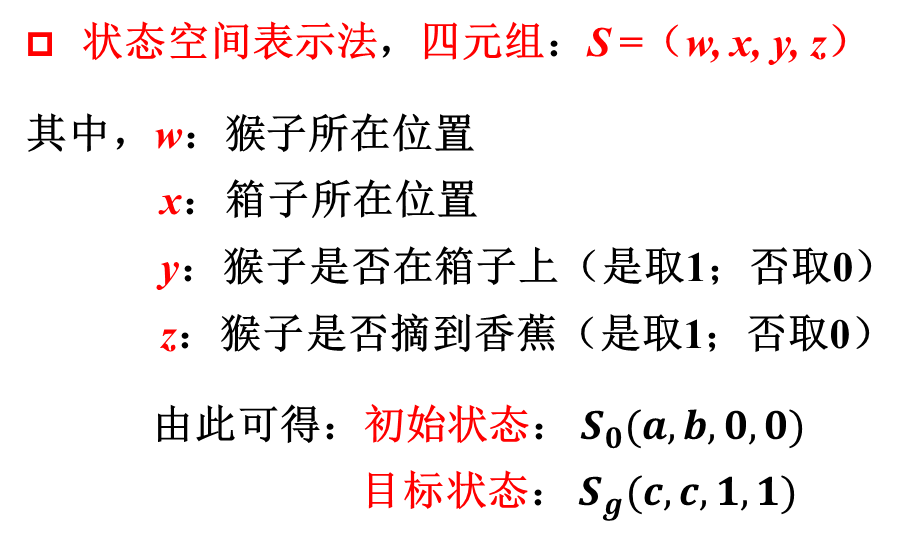 状态空间表示法，四元组：S =（w, x, y, z）
其中，w：猴子所在位置
x：箱子所在位置
y：猴子是否在箱子上（是取1；否取0）
z：猴子是否摘到香蕉（是取1；否取0）
由此可得：初始状态：S₀(a, b, 0, 0)
目标状态：S_g(c, c, 1, 1)